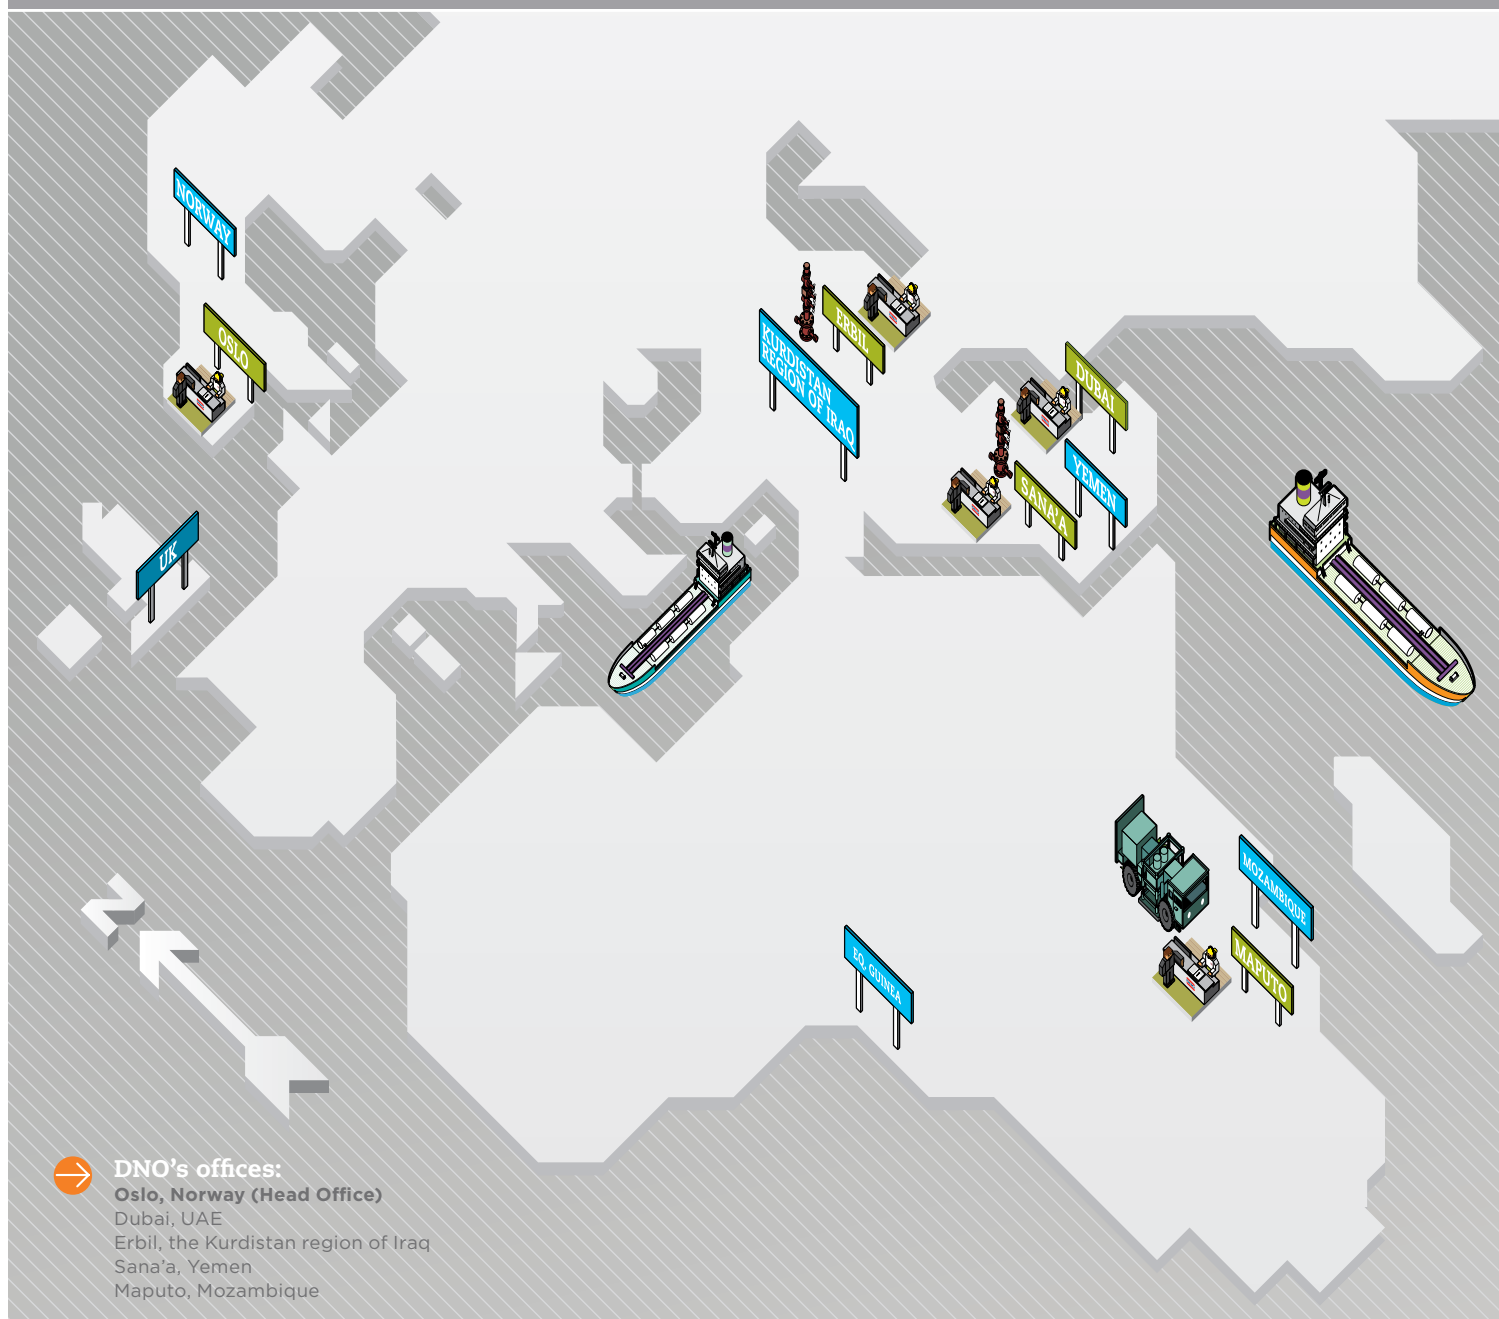 NORWAY
OSLO
UK
KURDISTAN
REGION OF IRAQ
ERBIL
DUBAI
YEMEN
SANA'A
MOZAMBIQUE
MAPUTO
EQ. GUINEA
N
DNO's offices:
Oslo, Norway (Head Office)
Dubai, UAE
Erbil, the Kurdistan region of Iraq
Sana'a, Yemen
Maputo, Mozambique